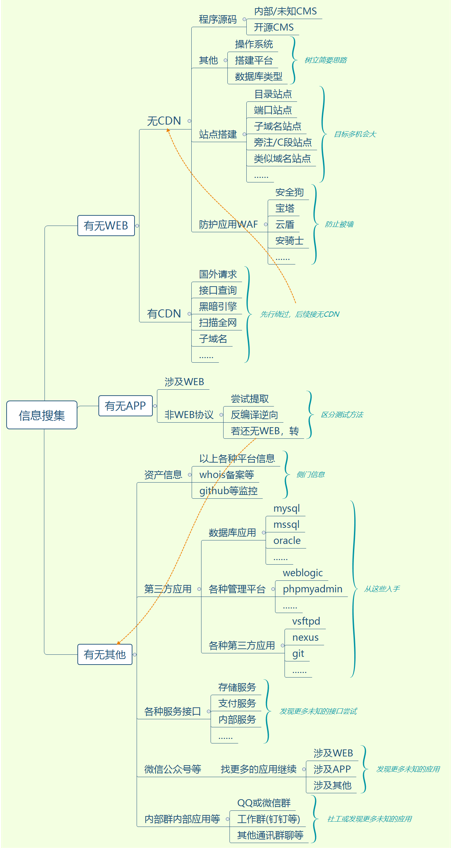 信息搜集
有无WEB
无CDN
程序源码
内部/未知CMS
开源CMS
其他
操作系统
搭建平台
数据库类型
树立简要思路
站点搭建
目录站点
端口站点
子域名站点
旁注/C段站点
类似域名站点
……
目标多机会大
防护应用WAF
安全狗
宝塔
云盾
安骑士
……
防止被墙
有CDN
国外请求
接口查询
黑暗引擎
扫描全网
子域名
……
先行绕过，后续接无CDN
有无APP
涉及WEB
非WEB协议
尝试提取
反编译逆向
若还无WEB，转
区分测试方法
有无其他
资产信息
以上各种平台信息
whois备案等
github等监控
侧门信息
第三方应用
数据库应用
mysql
mssql
oracle
……
各种管理平台
weblogic
phpmyadmin
……
各种第三方应用
vsftpd
nexus
git
……
从这些入手
各种服务接口
存储服务
支付服务
内部服务
……
发现更多未知的接口尝试
微信公众号等
找更多的应用继续
涉及WEB
涉及APP
涉及其他
发现更多未知的应用
内部群内部应用等
QQ或微信群
工作群(钉钉等)
其他通讯群聊等
社工或发现更多未知的应用